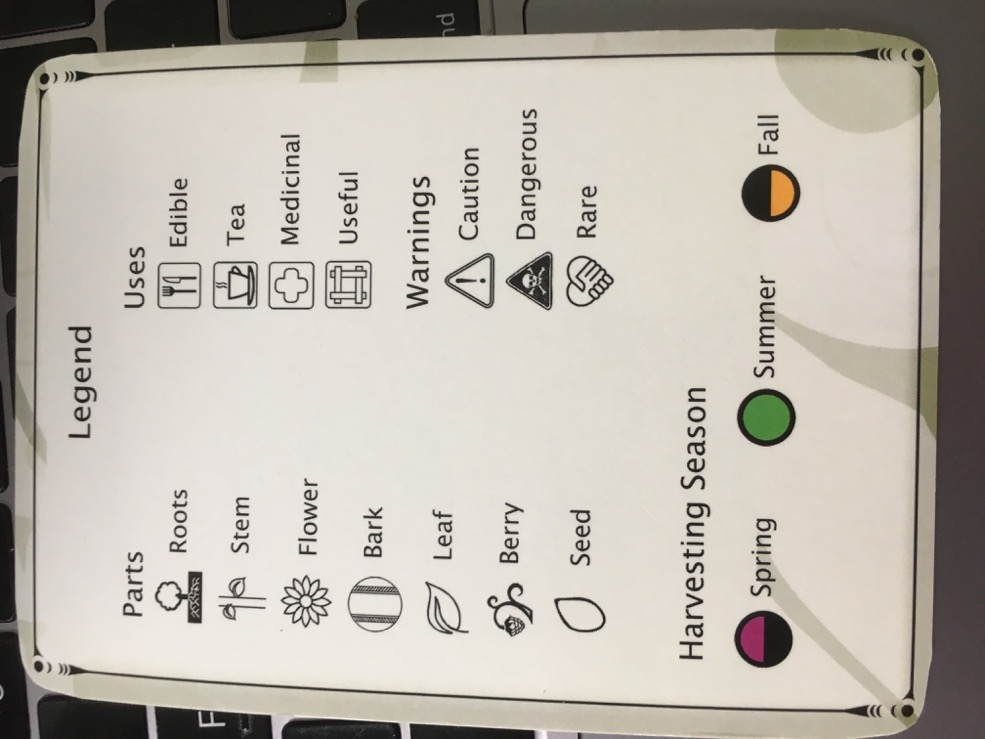 Legend
Parts
Roots
Stem
Flower
Bark
Leaf
Berry
Seed
Uses
Edible
Tea
Medicinal
Useful
Warnings
Caution
Dangerous
Rare
Harvesting Season
Spring
Summer
Fall
nd
F